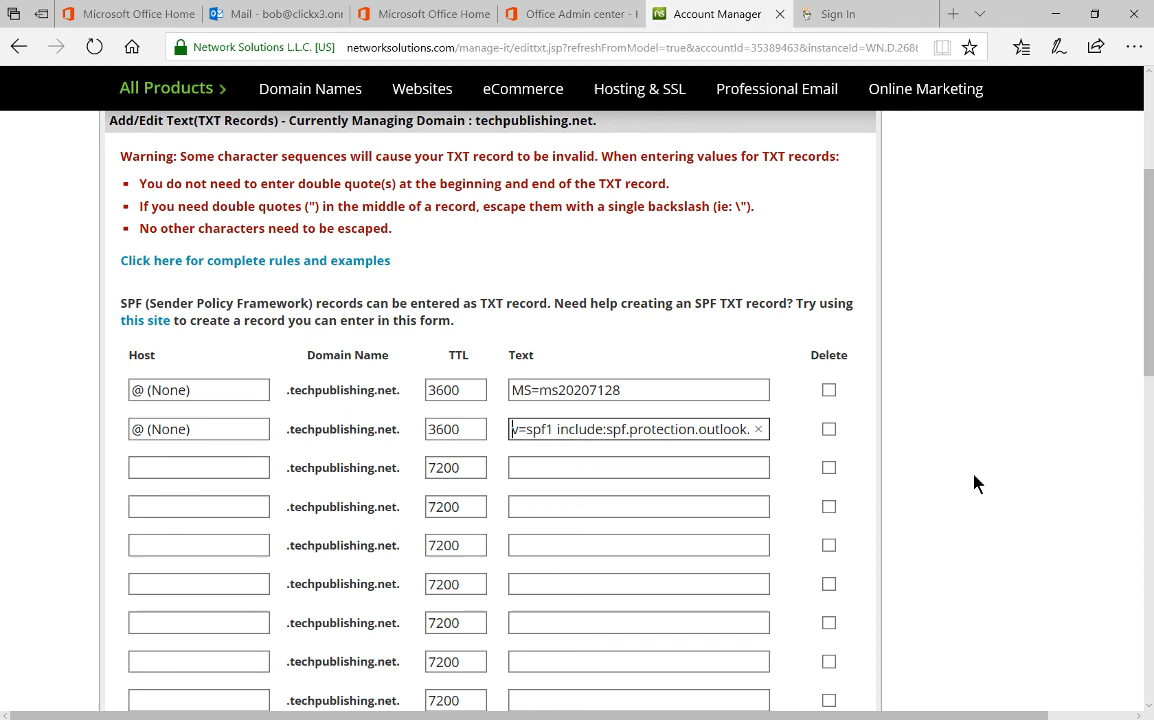 Microsoft Office Home
Mail - bob@clickx3.onr
Microsoft Office Home
Office Admin center - H
Account Manager
Sign In
Network Solutions L.L.C. [US]
networksolutions.com/manage-it/edittxt.jsp?refreshFromModel=true&accountId=35389463&instanceId=WN.D.2686
All Products >
Domain Names
Websites
eCommerce
Hosting & SSL
Professional Email
Online Marketing
Add/Edit Text(TXT Records) - Currently Managing Domain : techpublishing.net.
Warning: Some character sequences will cause your TXT record to be invalid. When entering values for TXT records:
You do not need to enter double quote(s) at the beginning and end of the TXT record.
If you need double quotes (") in the middle of a record, escape them with a single backslash (ie: \").
No other characters need to be escaped.
Click here for complete rules and examples
SPF (Sender Policy Framework) records can be entered as TXT record. Need help creating an SPF TXT record? Try using
this site to create a record you can enter in this form.
Host Domain Name TTL Text Delete
@ (None) .techpublishing.net. 3600 MS=ms20207128
@ (None) .techpublishing.net. 3600 v=spf1 include:spf.protection.outlook.
.techpublishing.net. 7200
.techpublishing.net. 7200
.techpublishing.net. 7200
.techpublishing.net. 7200
.techpublishing.net. 7200
.techpublishing.net. 7200
.techpublishing.net. 7200